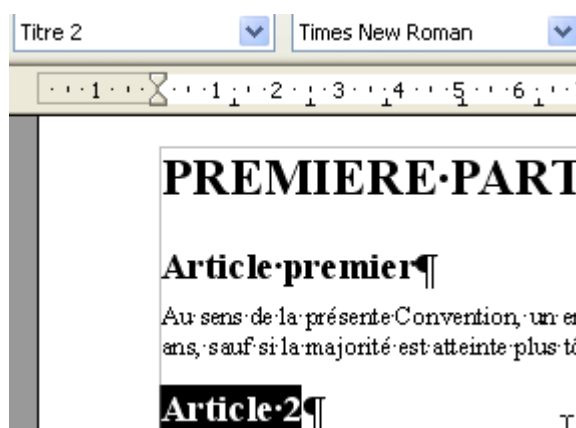 Titre 2 Times New Roman
1 1 2 3 4 5 6
PREMIERE·PART
Article·premier¶
Au·sens·de·la·présente·Convention,·un·e
ans,·sauf·si·la·majorité·est·atteinte·plus·tô
Article·2¶